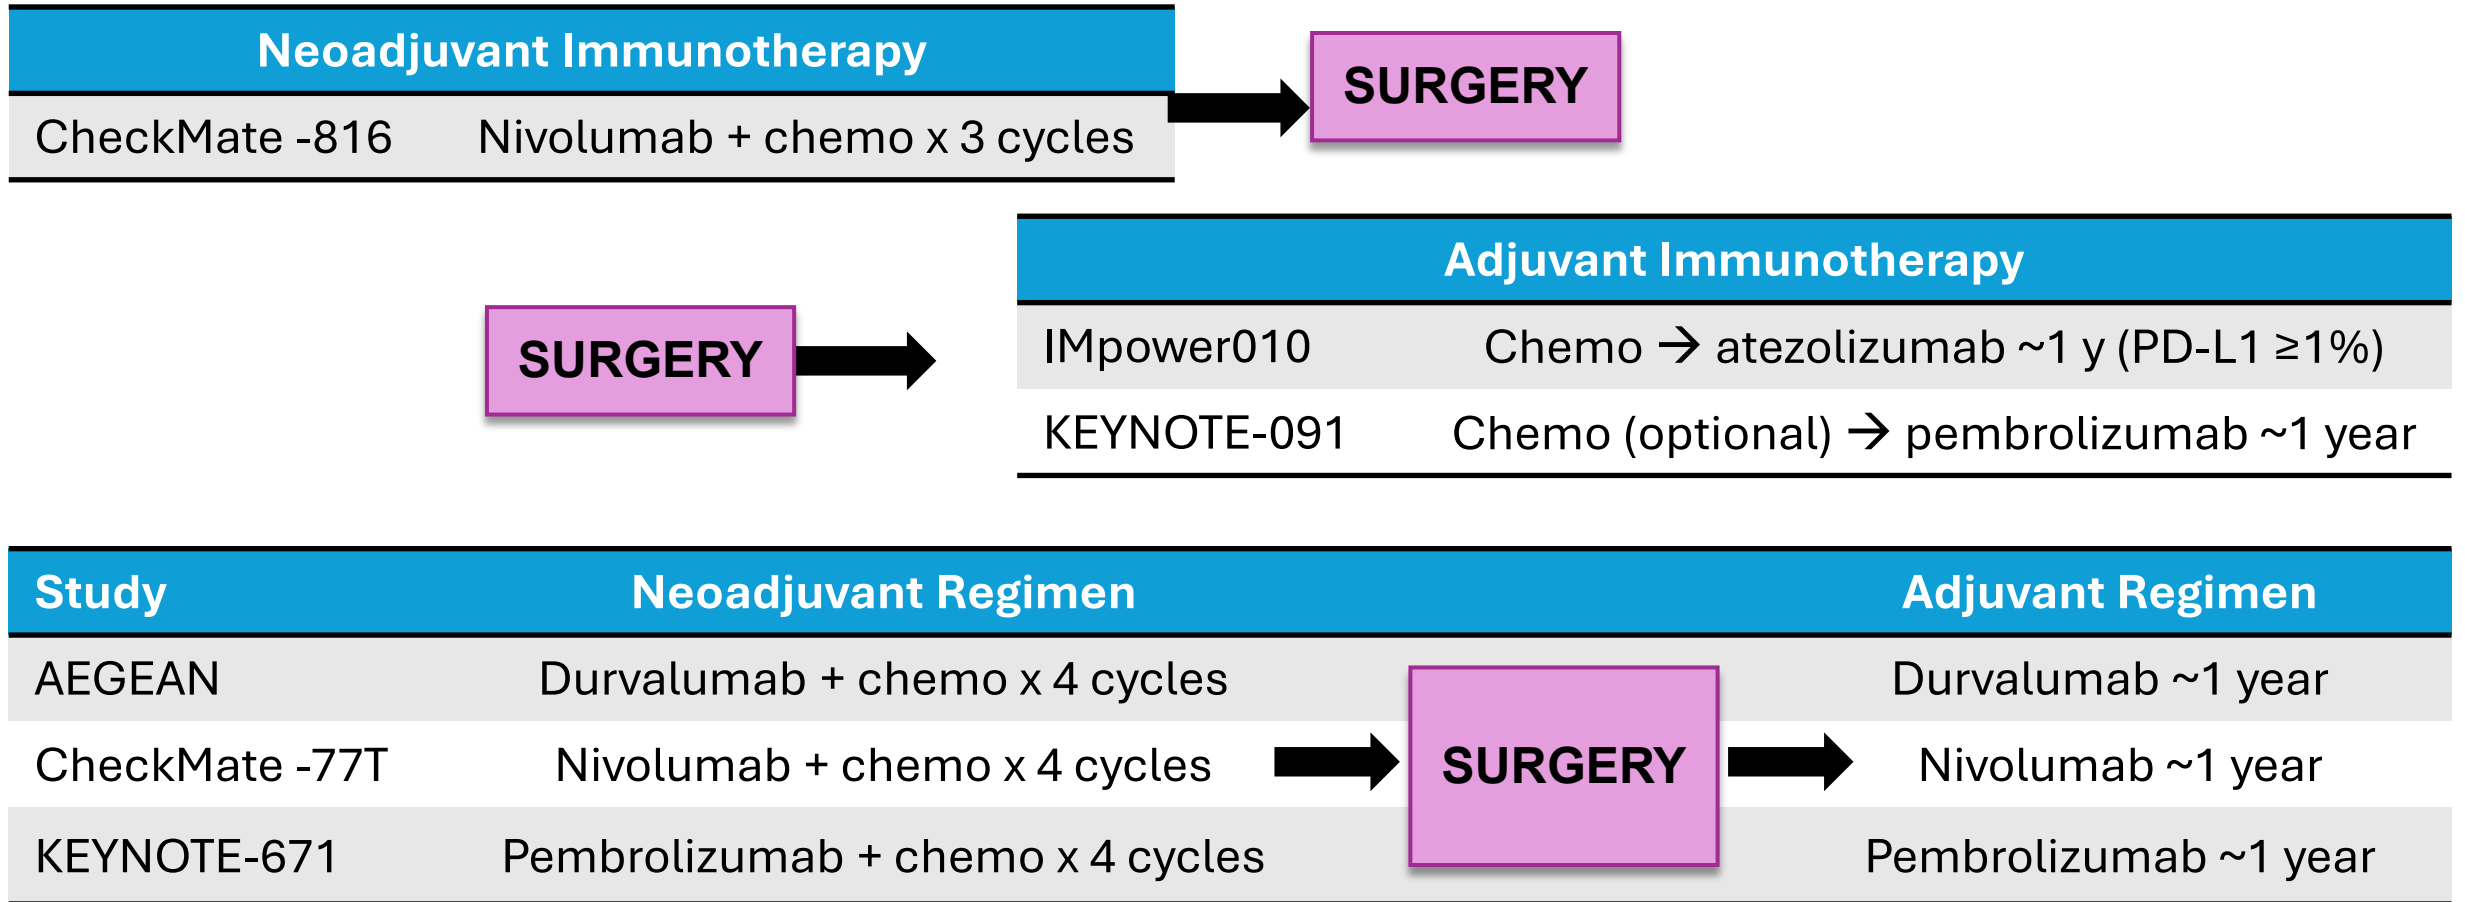 Neoadjuvant Immunotherapy
CheckMate -816 Nivolumab + chemo x 3 cycles
SURGERY
Adjuvant Immunotherapy
SURGERY
IMpower010 Chemo → atezolizumab ~1 y (PD-L1 ≥1%)
KEYNOTE-091 Chemo (optional) → pembrolizumab ~1 year
Study Neoadjuvant Regimen Adjuvant Regimen
AEGEAN Durvalumab + chemo x 4 cycles Durvalumab ~1 year
CheckMate -77T Nivolumab + chemo x 4 cycles SURGERY Nivolumab ~1 year
KEYNOTE-671 Pembrolizumab + chemo x 4 cycles Pembrolizumab ~1 year